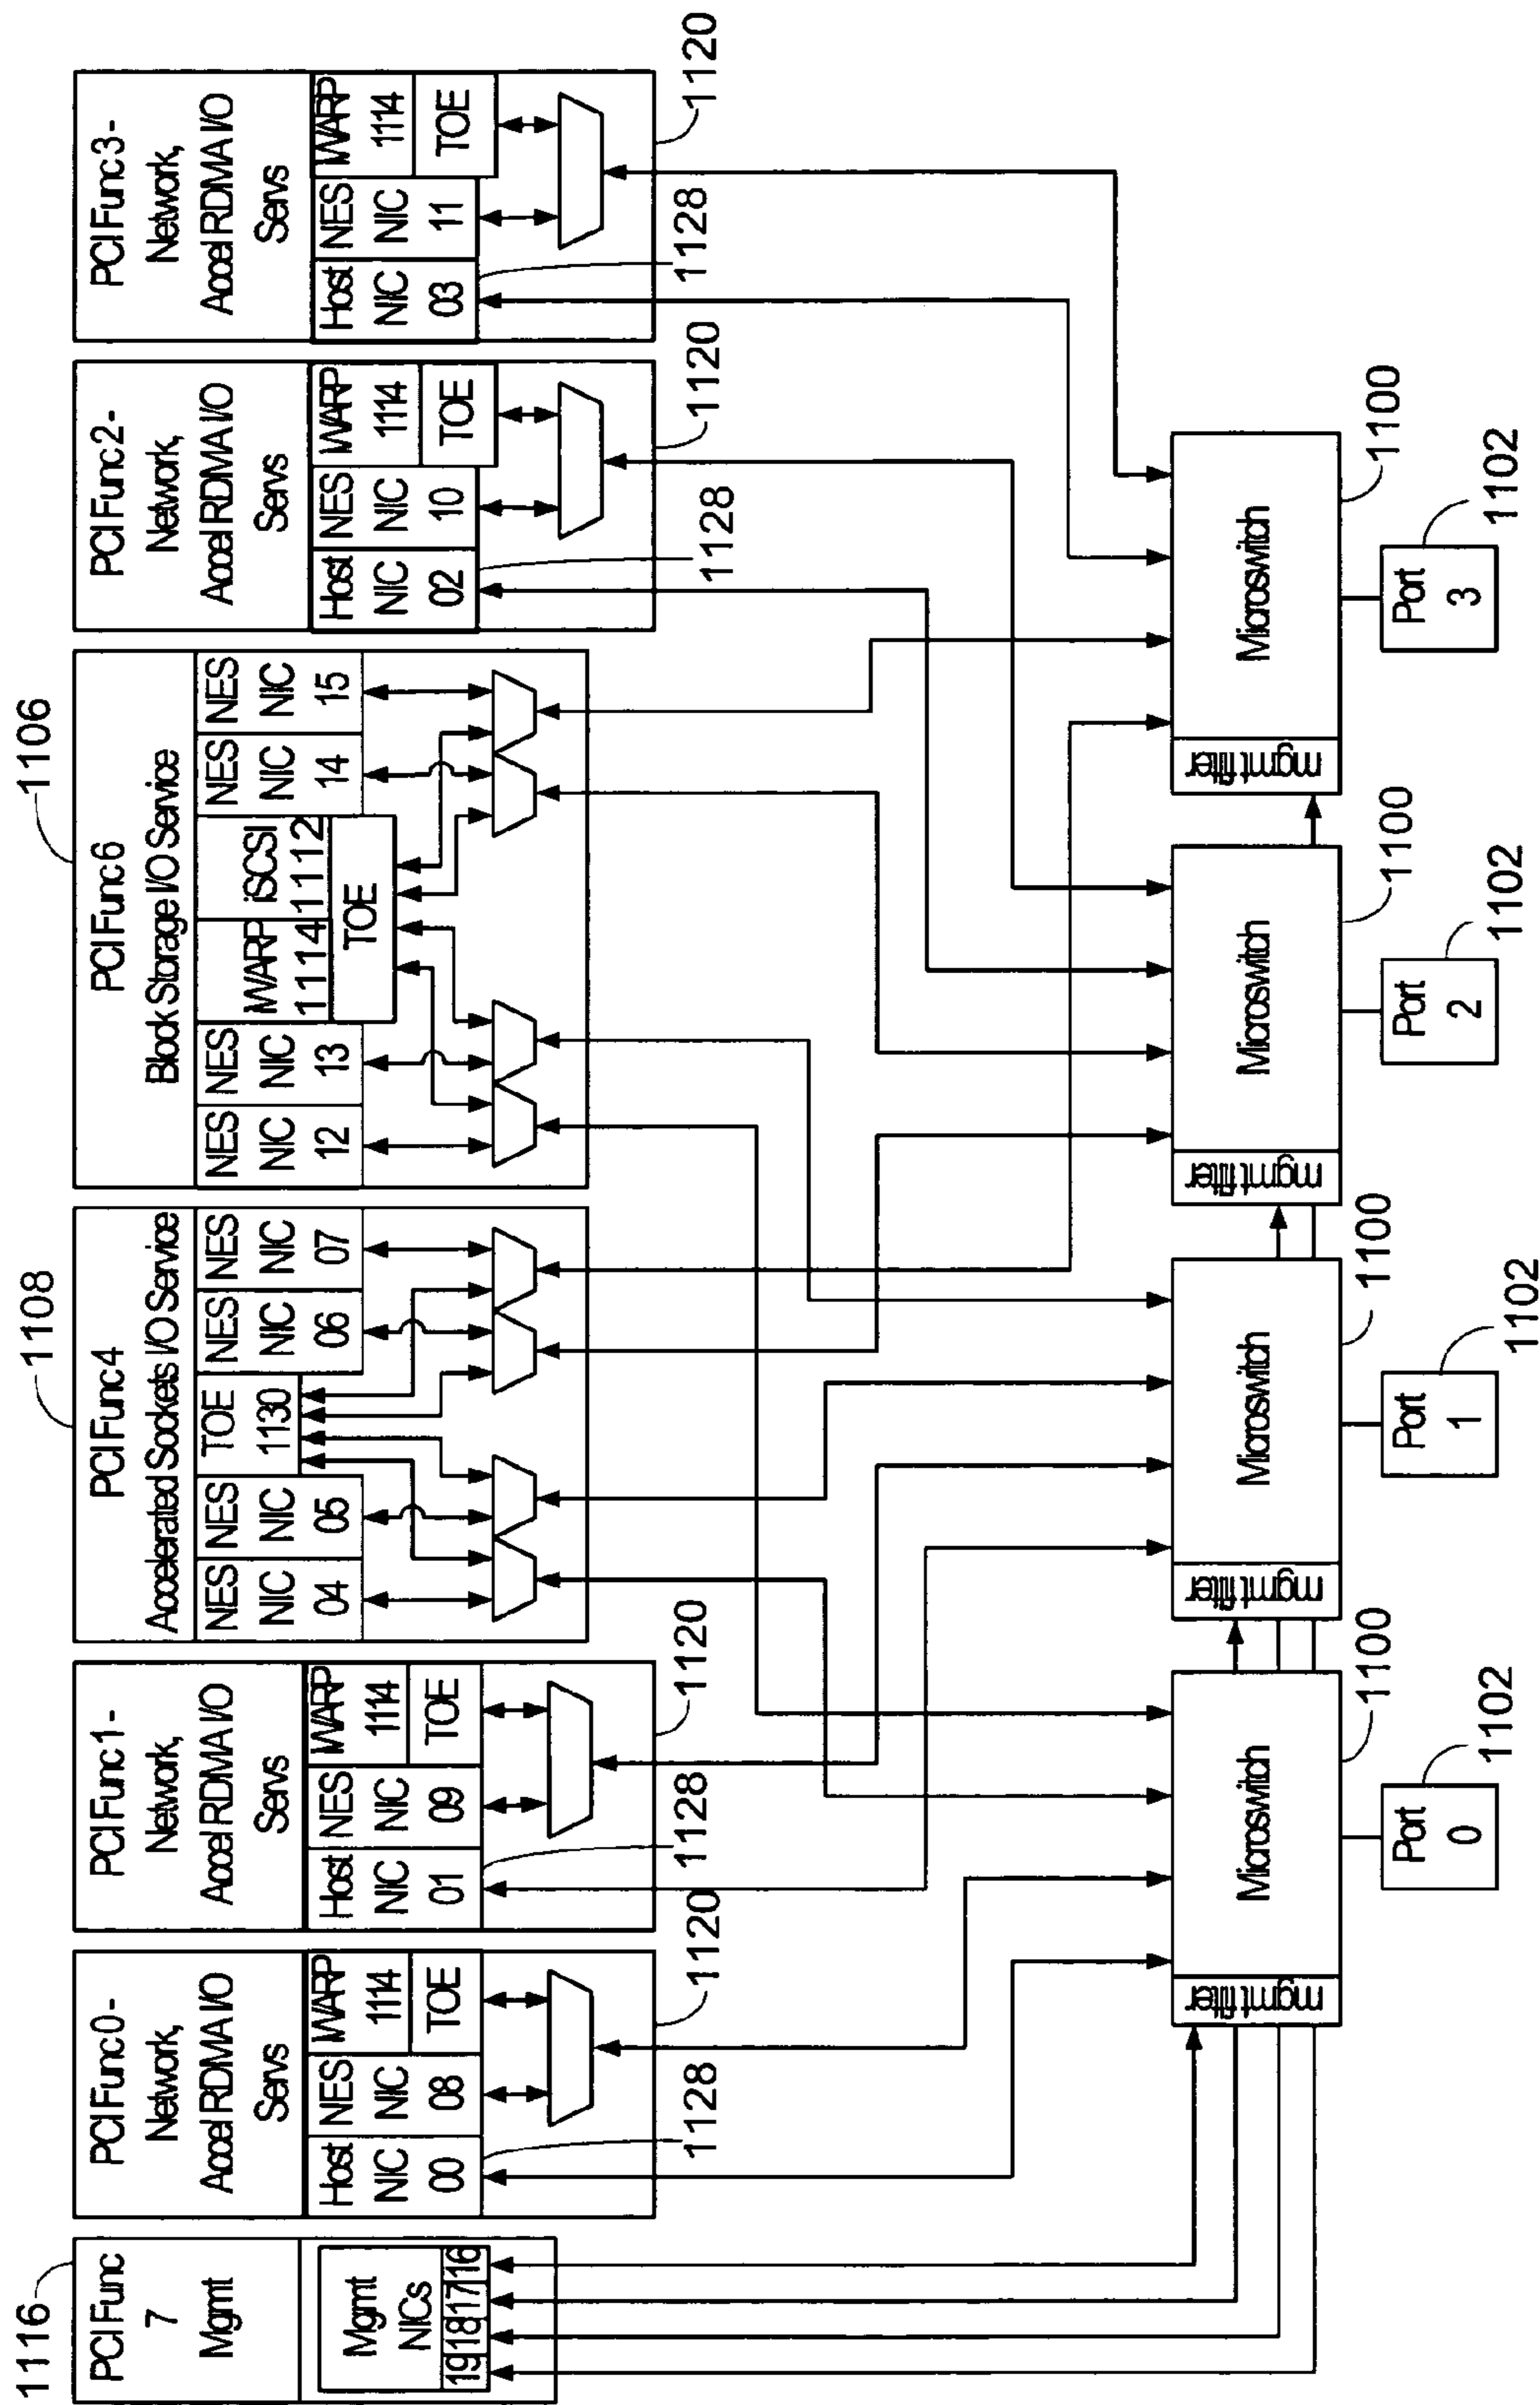 1116
PCI Func
7
Mgmt
Mgmt
NICs
19 18 17 16
PCI Func 0 -
Network,
Accel RDMA I/O
Servs
Host NIC 00
NES NIC 08
iWARP 1114
TOE
1128
1120
PCI Func 1 -
Network,
Accel RDMA I/O
Servs
Host NIC 01
NES NIC 09
iWARP 1114
TOE
1128
1120
1108
PCI Func 4
Accelerated Sockets I/O Service
NES NIC 04
NES NIC 05
TOE 1130
NES NIC 06
NES NIC 07
1106
PCI Func 6
Block Storage I/O Service
NES NIC 12
NES NIC 13
iWARP 1114
iSCSI 1112
TOE
NES NIC 14
NES NIC 15
PCI Func 2 -
Network,
Accel RDMA I/O
Servs
Host NIC 02
NES NIC 10
iWARP 1114
TOE
1128
1120
PCI Func 3 -
Network,
Accel RDMA I/O
Servs
Host NIC 03
NES NIC 11
iWARP 1114
TOE
1128
1120
mgmt filter
Microswitch
1100
Port 0
1102
mgmt filter
Microswitch
1100
Port 1
1102
mgmt filter
Microswitch
1100
Port 2
1102
mgmt filter
Microswitch
1100
Port 3
1102